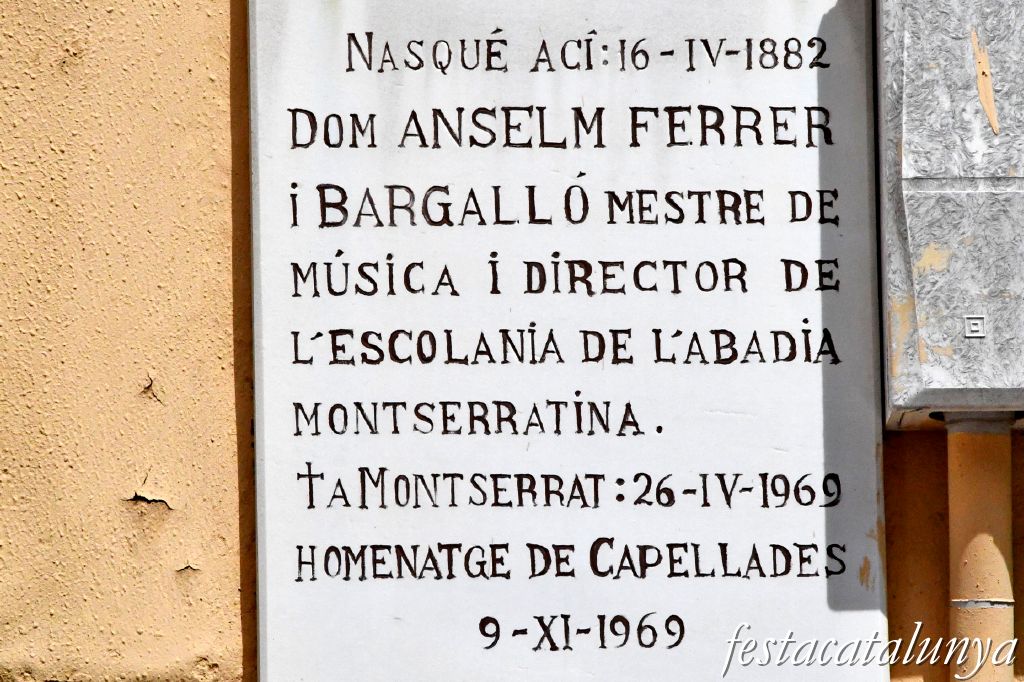 NASQUÉ ACÎ: 16-IV-1882
DOM ANSELM FERRER
i BARGALLÓ MESTRE DE
MÚSiCA i DiRECTOR DE
L'ESCOLANiA DE L'ABADiA
MONTSERRATiNA.
† A MONTSERRAT: 26-IV-1969
HOMENATGE DE CAPELLADES
9-XI-1969
festacatalunya